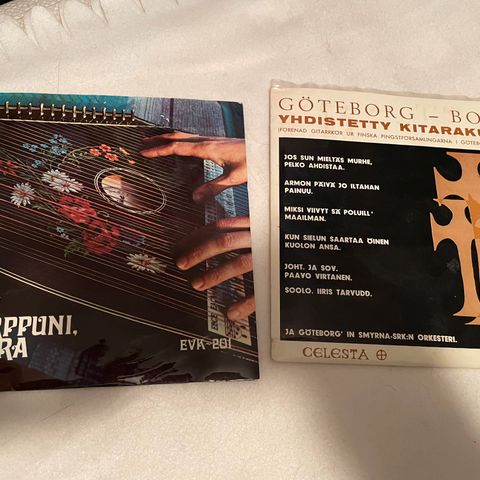 RPPUNI,
RA
EVK-201
GÖTEBORG – BO
YHDISTETTY KITARAKU
(FÖRENAD GITARRKÖR UR FINSKA PINGSTFÖRSAMLINGARNA I GÖTEBO
JOS SUN MIELTÄS MURHE,
PELKO AHDISTAA.
ARMON PÄIVÄ JO ILTAHAN
PAINUU.
MIKSI VIIVYT SÄ POLUILL'
MAAILMAN.
KUN SIELUN SAARTAA ÖINEN
KUOLON ANSA.
JOHT. JA SOV.
PAAVO VIRTANEN.
SOOLO. IIRIS TARVUDD.
JA GÖTEBORG' IN SMYRNA-SRK:N ORKESTERI.
CELESTA